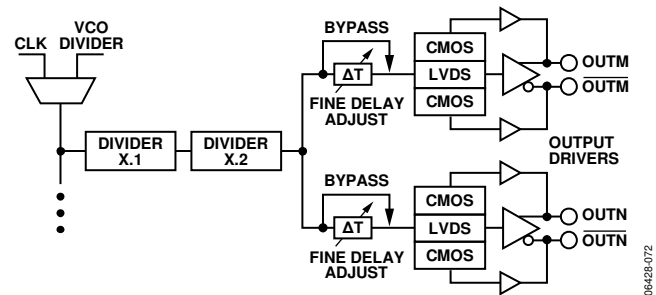 CLK
VCO
DIVIDER
DIVIDER
X.1
DIVIDER
X.2
BYPASS
ΔT
FINE DELAY
ADJUST
CMOS
LVDS
CMOS
OUTM
OUTM
OUTPUT
DRIVERS
BYPASS
ΔT
FINE DELAY
ADJUST
CMOS
LVDS
CMOS
OUTN
OUTN
06428-072